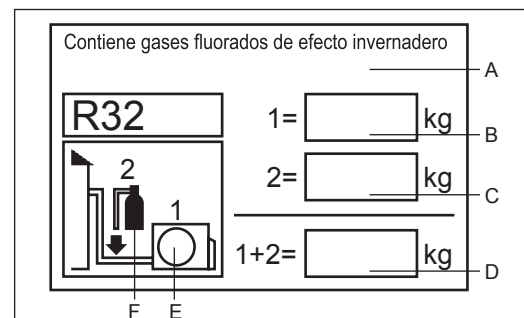 Contiene gases fluorados de efecto invernadero
A
R32
1= kg
B
2
2= kg
C
1
1+2= kg
D
F E